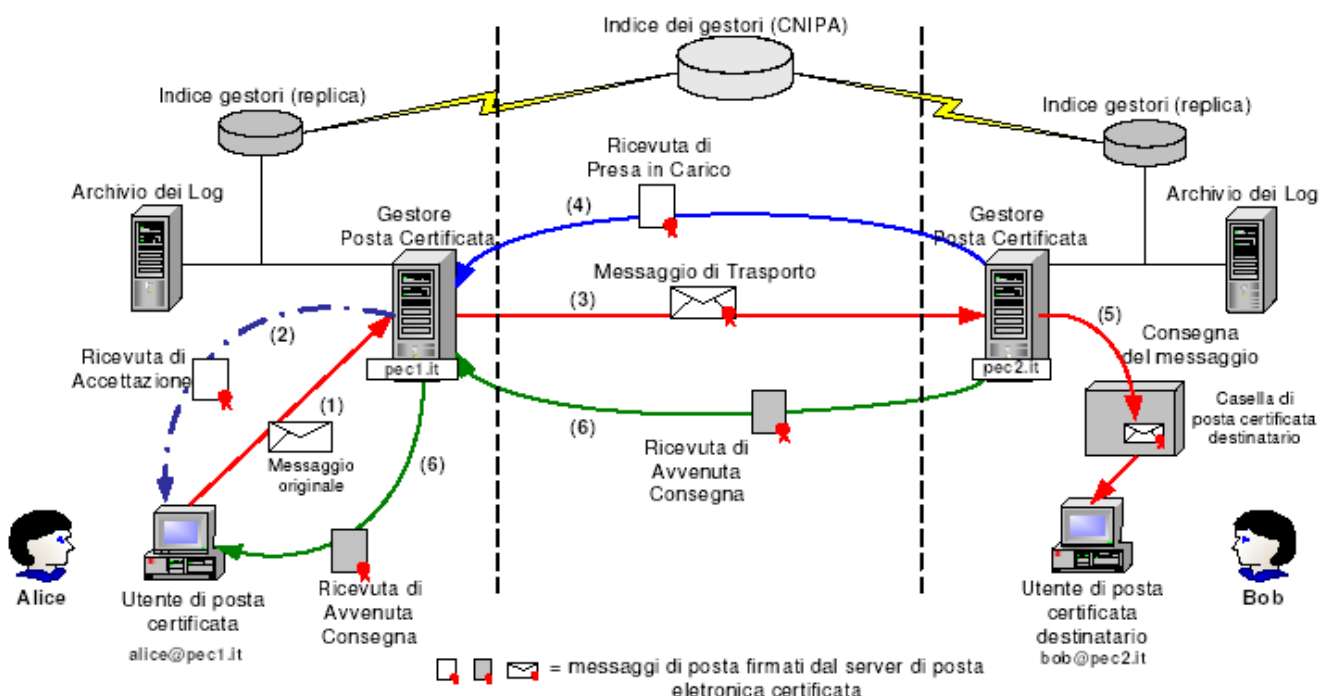 Indice dei gestori (CNIPA)
Indice gestori (replica)
Indice gestori (replica)
Ricevuta di
Presa in Carico
Archivio dei Log
Archivio dei Log
(4)
Gestore
Posta Certificata
Gestore
Posta Certificata
Messaggio di Trasporto
(3)
(5)
(2)
Consegna
del messaggio
Ricevuta di
Accettazione
pec1.it
pec2.it
Casella di
posta certificata
destinatario
(1)
(6)
Messaggio
originale
(6)
Ricevuta di
Avvenuta
Consegna
Alice
Utente di posta
certificata
alice@pec1.it
Ricevuta di
Avvenuta
Consegna
Utente di posta
certificata
destinatario
bob@pec2.it
Bob
= messaggi di posta firmati dal server di posta
eletronica certificata